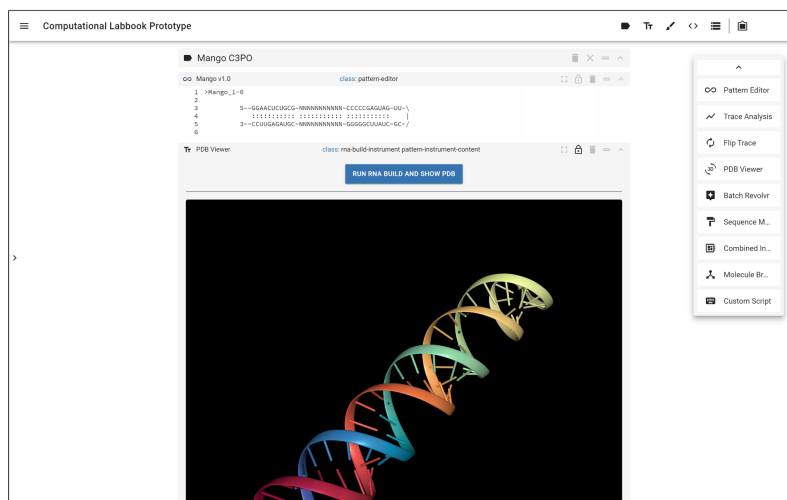 Computational Labbook Prototype
Tт
Mango C3PO
Mango v1.0 class: pattern-editor
1 >Mango_1-0
2
3 5--GGAACUCUGCG-NNNNNNNNNNN-CCCCCGAGUAG-UU-\
4 ::::::::::: ::::::::::: ::::::::::: |
5 3--CCUUGAGAUGC-NNNNNNNNNNN-GGGGGCUUAUC-GC-/
6
Tт PDB Viewer class: rna-build-instrument pattern-instrument-content
RUN RNA BUILD AND SHOW PDB
Pattern Editor
Trace Analysis
Flip Trace
3D PDB Viewer
Batch Revolvr
Sequence M...
Combined In...
Molecule Br...
Custom Script